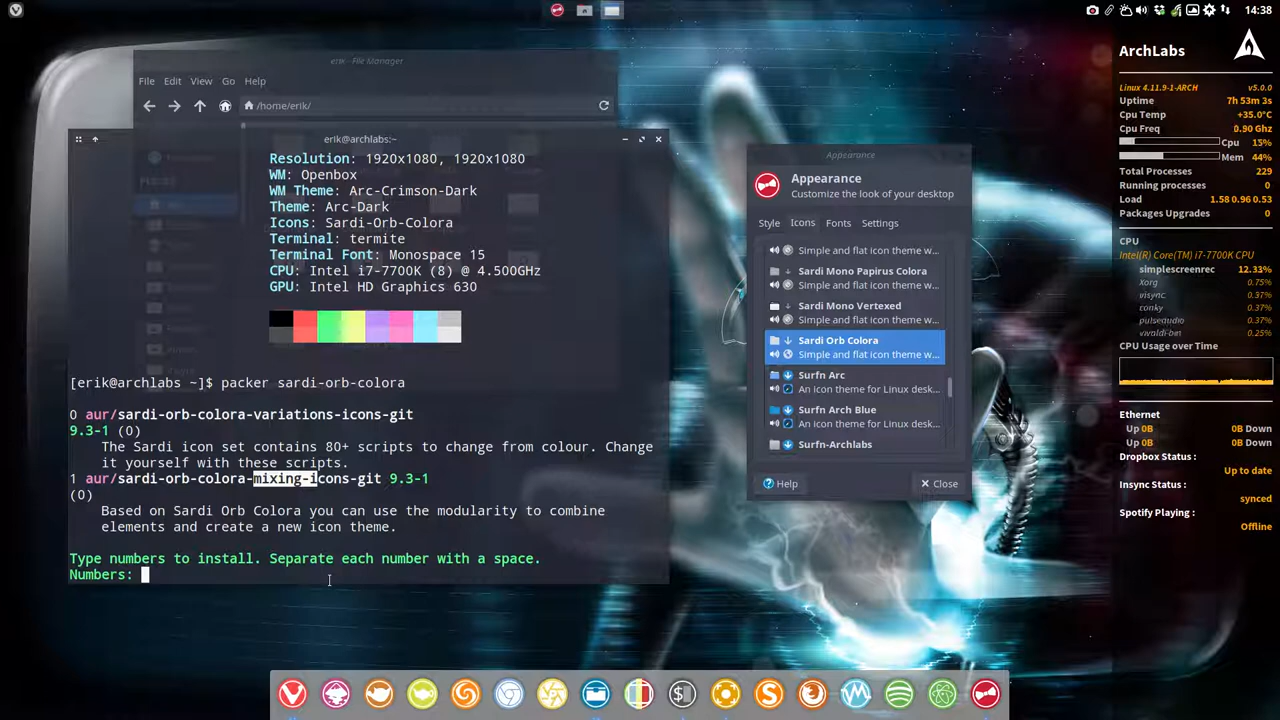 14:38
erik - File Manager
File Edit View Go Help
/home/erik/
erik@archlabs:~
Resolution: 1920x1080, 1920x1080
WM: Openbox
WM Theme: Arc-Crimson-Dark
Theme: Arc-Dark
Icons: Sardi-Orb-Colora
Terminal: termite
Terminal Font: Monospace 15
CPU: Intel i7-7700K (8) @ 4.500GHz
GPU: Intel HD Graphics 630
[erik@archlabs ~]$ packer sardi-orb-colora
0 aur/sardi-orb-colora-variations-icons-git
9.3-1 (0)
The Sardi icon set contains 80+ scripts to change from colour. Change
it yourself with these scripts.
1 aur/sardi-orb-colora-mixing-icons-git 9.3-1
(0)
Based on Sardi Orb Colora you can use the modularity to combine
elements and create a new icon theme.
Type numbers to install. Separate each number with a space.
Numbers:
Appearance
Appearance
Customize the look of your desktop
Style Icons Fonts Settings
Simple and flat icon theme w...
Sardi Mono Papirus Colora
Simple and flat icon theme w...
Sardi Mono Vertexed
Simple and flat icon theme w...
Sardi Orb Colora
Simple and flat icon theme w...
Surfn Arc
An icon theme for Linux desk...
Surfn Arch Blue
An icon theme for Linux desk...
Surfn-Archlabs
Help Close
ArchLabs
Linux 4.11.9-1-ARCH v5.0.0
Uptime 7h 53m 3s
Cpu Temp +35.0°C
Cpu Freq 0.90 Ghz
Cpu 15%
Mem 44%
Total Processes 229
Running processes 0
Load 1.58 0.96 0.53
Packages Upgrades 0
CPU
Intel(R) Core(TM) i7-7700K CPU
simplescreenrec 12.33%
Xorg 0.75%
insync 0.37%
conky 0.37%
pulseaudio 0.37%
vivaldi-bin 0.25%
CPU Usage over Time
Ethernet
Up 0B 0B Down
Up 0B 0B Down
Dropbox Status :
Up to date
Insync Status :
synced
Spotify Playing :
Offline